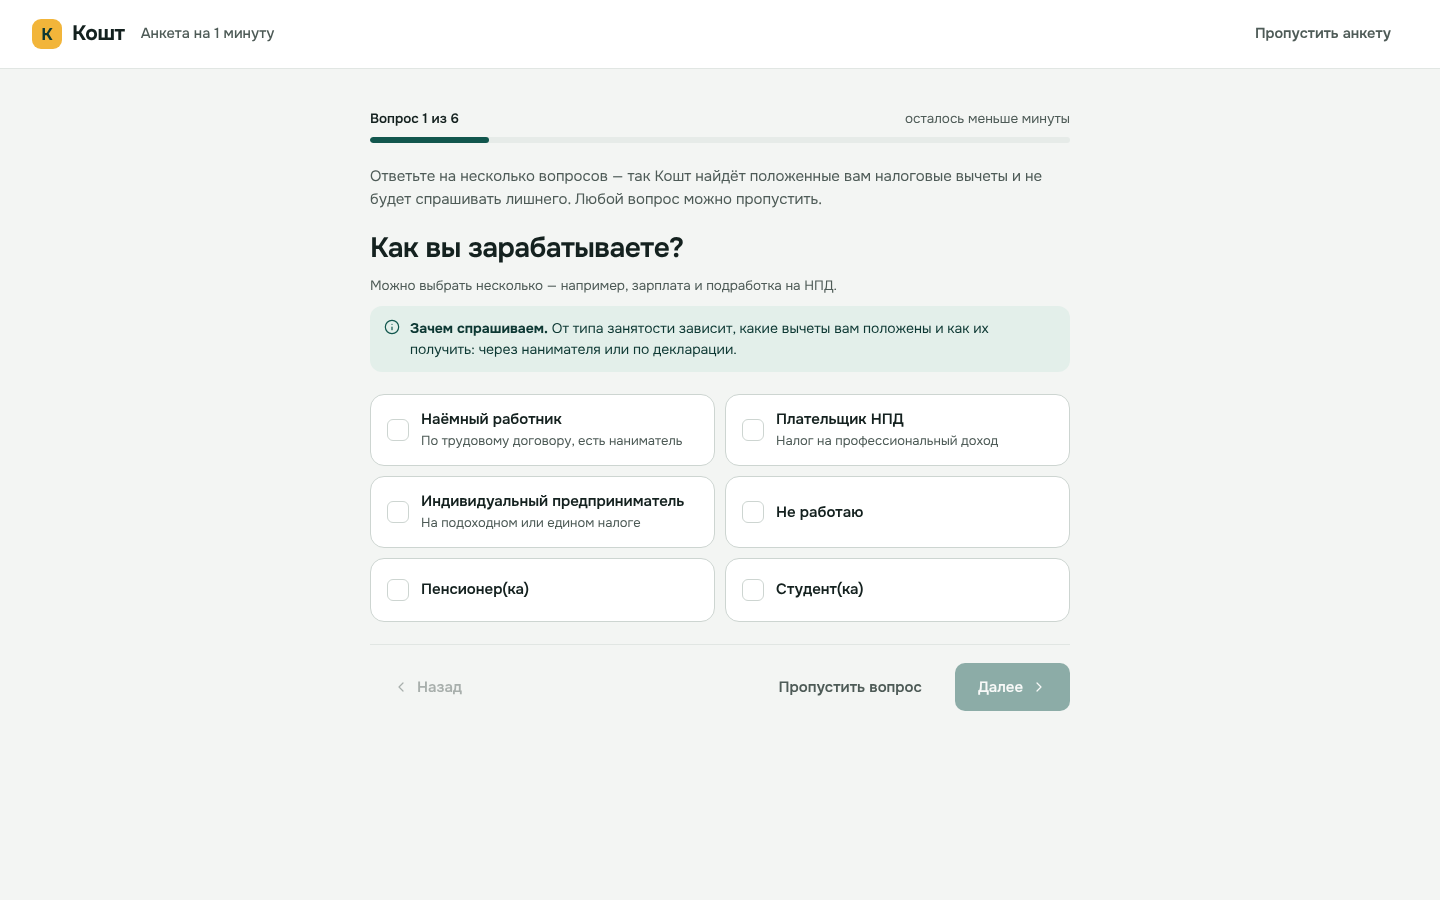 К Кошт Анкета на 1 минуту Пропустить анкету
Вопрос 1 из 6 осталось меньше минуты
Ответьте на несколько вопросов — так Кошт найдёт положенные вам налоговые вычеты и не
будет спрашивать лишнего. Любой вопрос можно пропустить.
Как вы зарабатываете?
Можно выбрать несколько — например, зарплата и подработка на НПД.
Зачем спрашиваем. От типа занятости зависит, какие вычеты вам положены и как их
получить: через нанимателя или по декларации.
Наёмный работник
По трудовому договору, есть наниматель
Плательщик НПД
Налог на профессиональный доход
Индивидуальный предприниматель
На подоходном или едином налоге
Не работаю
Пенсионер(ка)
Студент(ка)
Назад Пропустить вопрос Далее